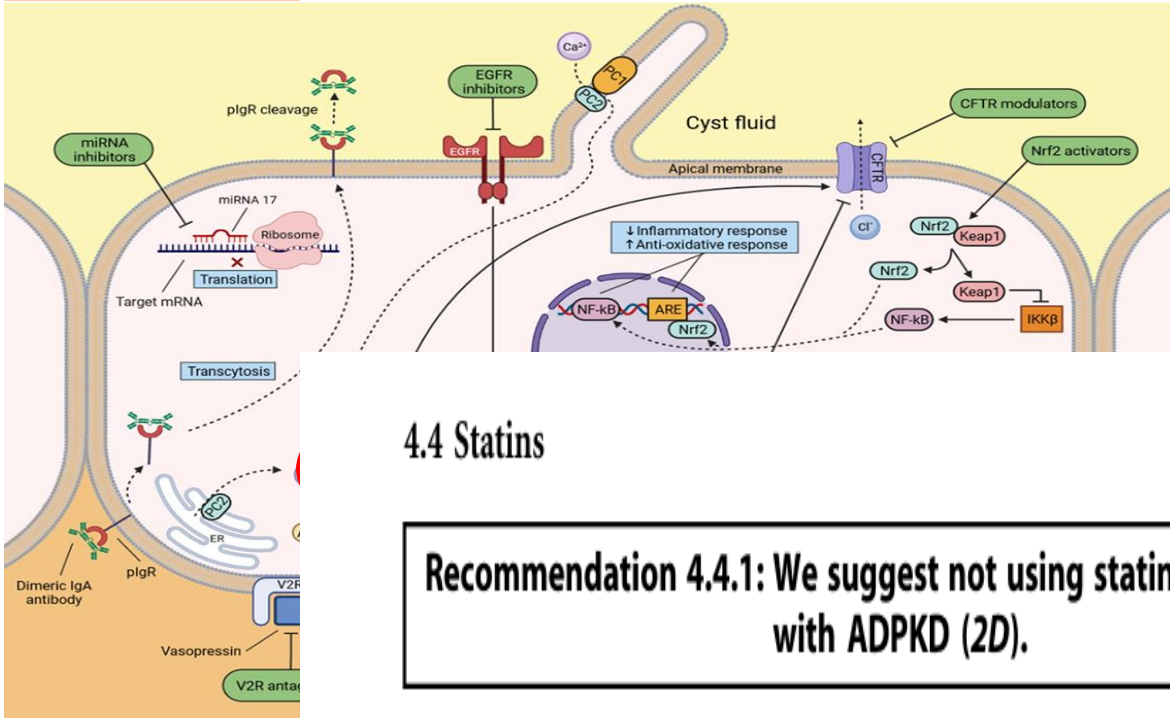 Ca²⁺
PC1
PC2
EGFR
inhibitors
pIgR cleavage
Cyst fluid
CFTR modulators
miRNA
inhibitors
EGFR
CFTR
Nrf2 activators
Apical membrane
miRNA 17
Ribosome
Cl⁻
Nrf2
Keap1
↓ Inflammatory response
↑ Anti-oxidative response
X
Translation
Target mRNA
Nrf2
Keap1
NF-kB
ARE
Nrf2
NF-kB
IKKβ
Transcytosis
4.4 Statins
PC2
ER
Dimeric IgA
antibody
pIgR
V2R
Vasopressin
V2R
Recommendation 4.4.1: We suggest not using
with ADPKD (2D).